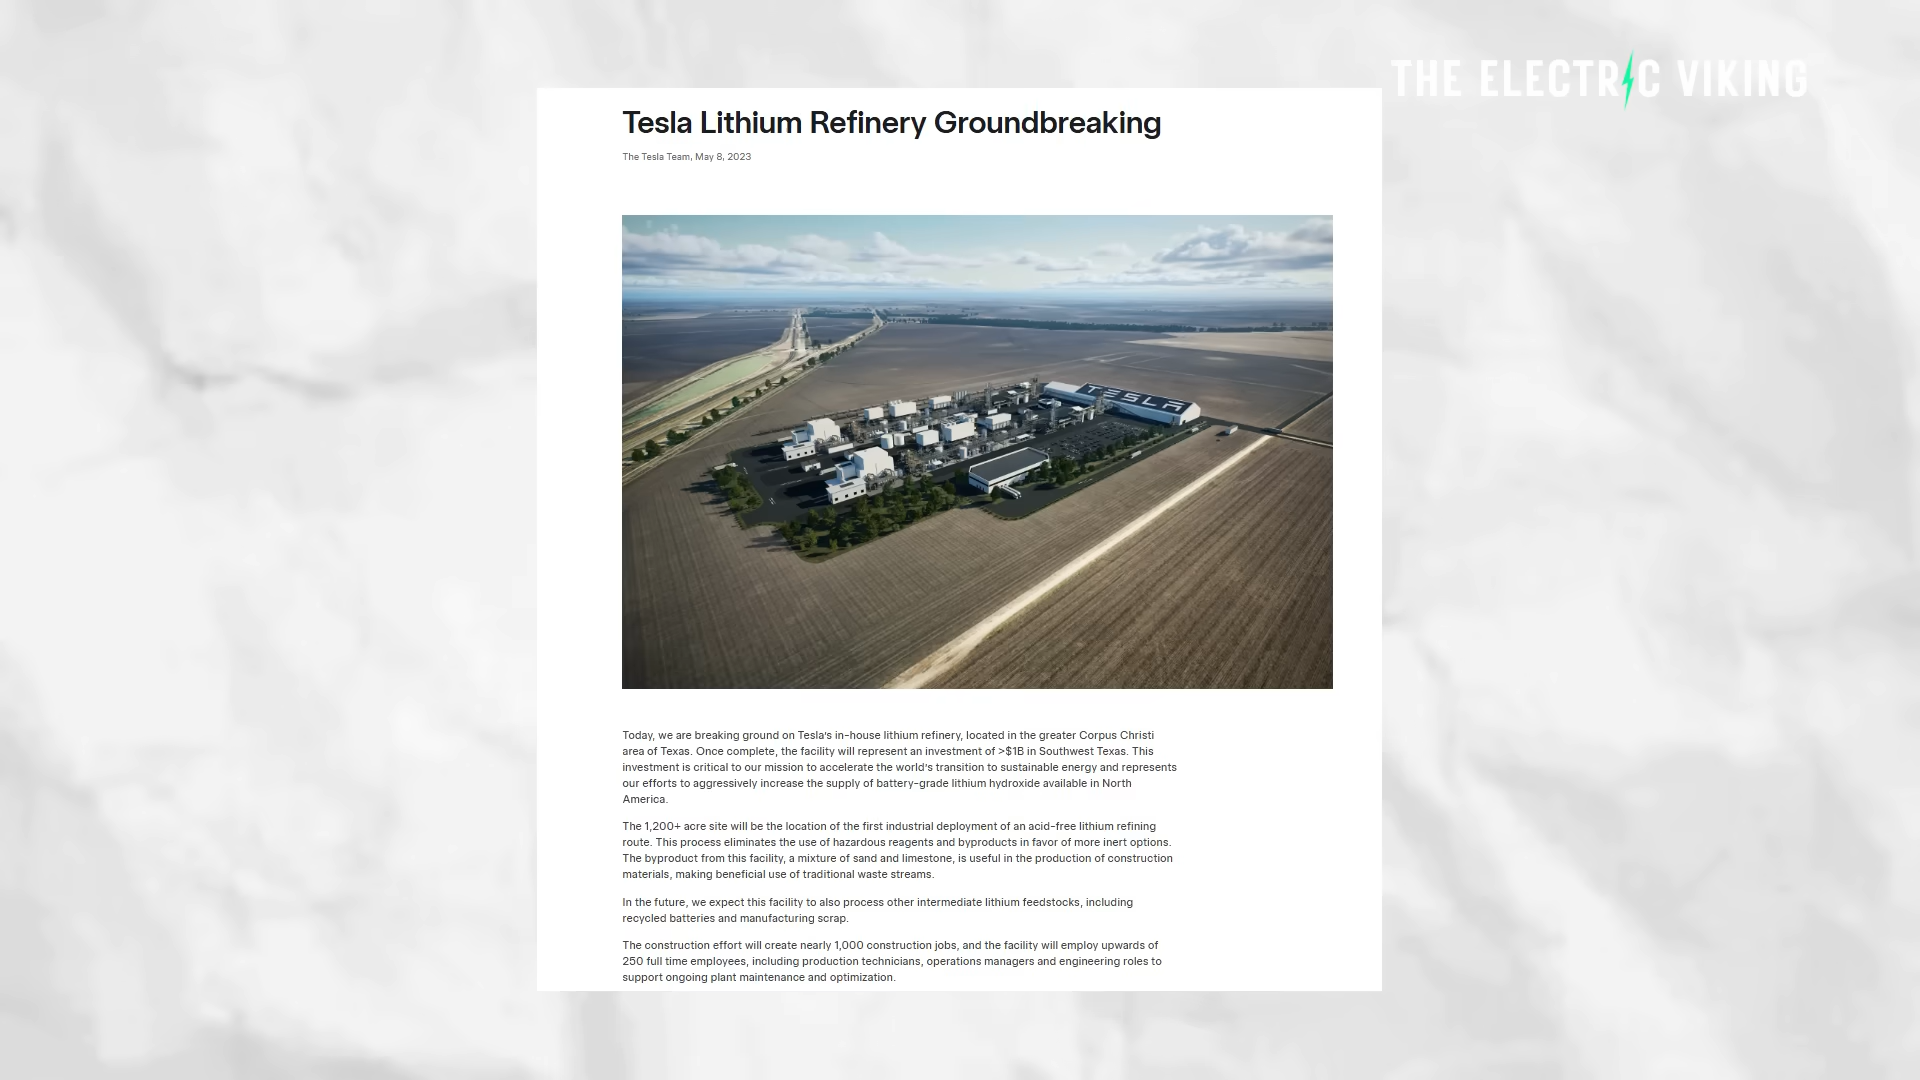 THE ELECTRIC VIKING
Tesla Lithium Refinery Groundbreaking
The Tesla Team, May 8, 2023
TESLA
Today, we are breaking ground on Tesla's in-house lithium refinery, located in the greater Corpus Christi
area of Texas. Once complete, the facility will represent an investment of >$1B in Southwest Texas. This
investment is critical to our mission to accelerate the world's transition to sustainable energy and represents
our efforts to aggressively increase the supply of battery-grade lithium hydroxide available in North
America.
The 1,200+ acre site will be the location of the first industrial deployment of an acid-free lithium refining
route. This process eliminates the use of hazardous reagents and byproducts in favor of more inert options.
The byproduct from this facility, a mixture of sand and limestone, is useful in the production of construction
materials, making beneficial use of traditional waste streams.
In the future, we expect this facility to also process other intermediate lithium feedstocks, including
recycled batteries and manufacturing scrap.
The construction effort will create nearly 1,000 construction jobs, and the facility will employ upwards of
250 full time employees, including production technicians, operations managers and engineering roles to
support ongoing plant maintenance and optimization.